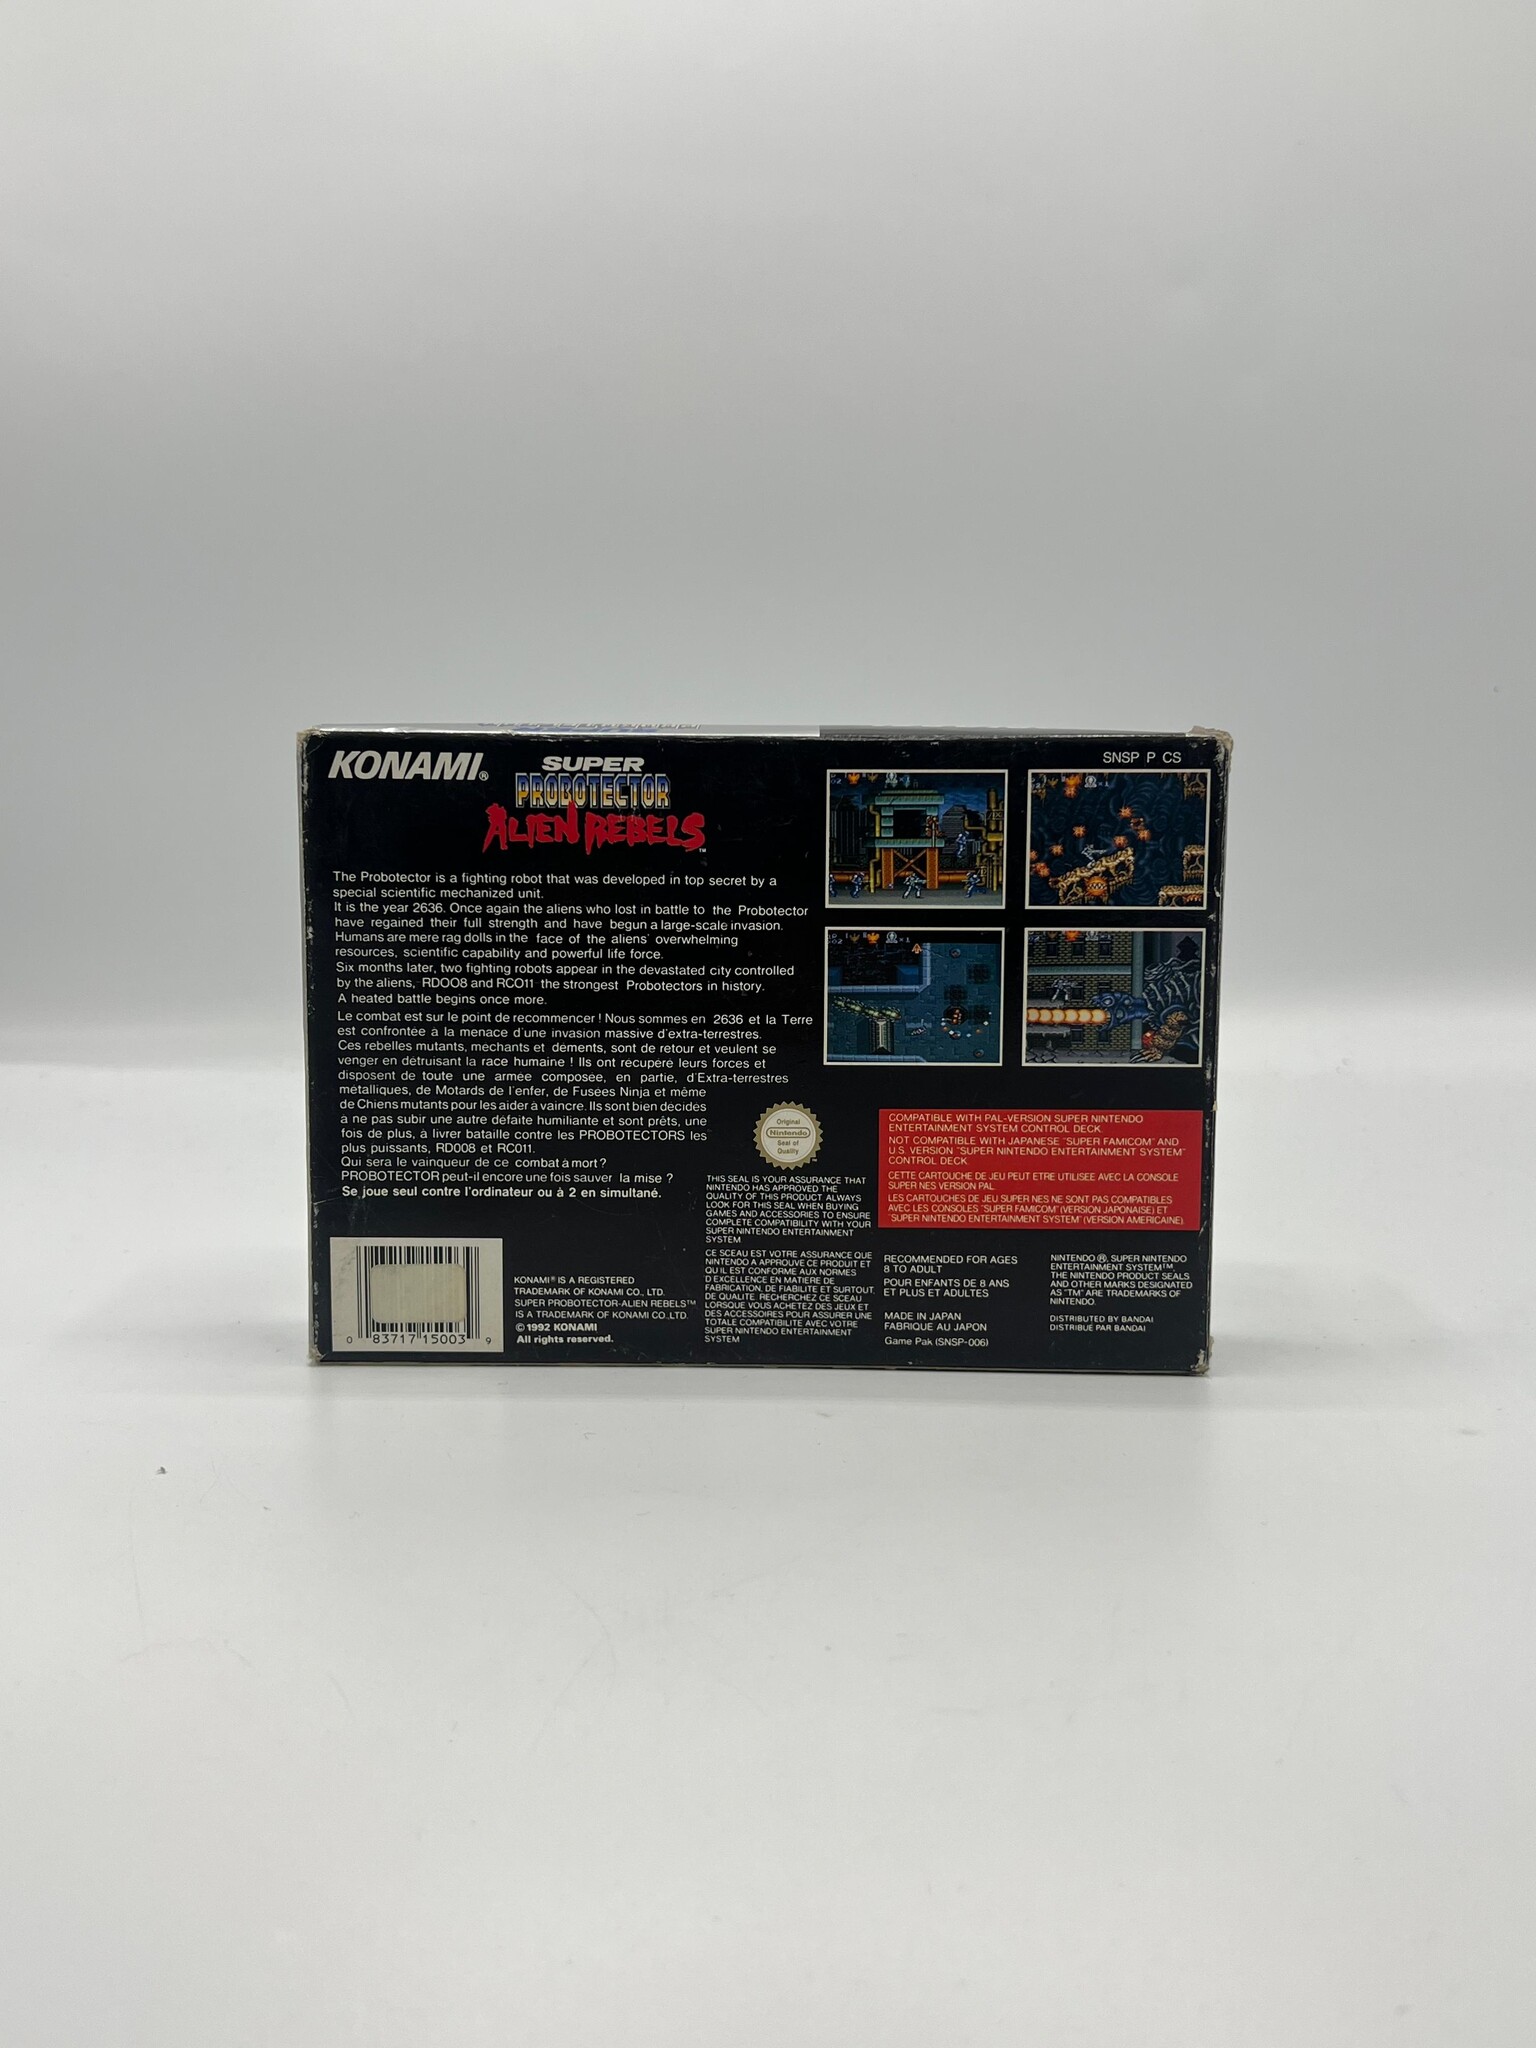 KONAMI®
SUPER
PROBOTECTOR
ALIEN REBELS™
SNSP P CS
The Probotector is a fighting robot that was developed in top secret by a
special scientific mechanized unit.
It is the year 2636. Once again the aliens who lost in battle to the Probotector
have regained their full strength and have begun a large-scale invasion.
Humans are mere rag dolls in the face of the aliens' overwhelming
resources, scientific capability and powerful life force.
Six months later, two fighting robots appear in the devastated city controlled
by the aliens, RD008 and RC011 the strongest Probotectors in history.
A heated battle begins once more.
Le combat est sur le point de recommencer ! Nous sommes en 2636 et la Terre
est confrontée à la menace d'une invasion massive d'extra-terrestres.
Ces rebelles mutants, mechants et déments, sont de retour et veulent se
venger en détruisant la race humaine ! Ils ont récupéré leurs forces et
disposent de toute une armée composée, en partie, d'Extra-terrestres
métalliques, de Motards de l'enfer, de Fusées Ninja et même
de Chiens mutants pour les aider à vaincre. Ils sont bien décidés
à ne pas subir une autre défaite humiliante et sont prêts, une
fois de plus, à livrer bataille contre les PROBOTECTORS les
plus puissants, RD008 et RC011.
Qui sera le vainqueur de ce combat à mort ?
PROBOTECTOR peut-il encore une fois sauver la mise ?
Se joue seul contre l'ordinateur ou à 2 en simultané.
Original
Nintendo
Seal of
Quality
™
THIS SEAL IS YOUR ASSURANCE THAT
NINTENDO HAS APPROVED THE
QUALITY OF THIS PRODUCT. ALWAYS
LOOK FOR THIS SEAL WHEN BUYING
GAMES AND ACCESSORIES TO ENSURE
COMPLETE COMPATIBILITY WITH YOUR
SUPER NINTENDO ENTERTAINMENT
SYSTEM
CE SCEAU EST VOTRE ASSURANCE QUE
NINTENDO A APPROUVE CE PRODUIT ET
QU'IL EST CONFORME AUX NORMES
D'EXCELLENCE EN MATIERE DE
FABRICATION, DE FIABILITE ET SURTOUT,
DE QUALITE. RECHERCHEZ CE SCEAU
LORSQUE VOUS ACHETEZ DES JEUX ET
DES ACCESSOIRES POUR ASSURER UNE
TOTALE COMPATIBILITE AVEC VOTRE
SUPER NINTENDO ENTERTAINMENT
SYSTEM
COMPATIBLE WITH PAL-VERSION SUPER NINTENDO
ENTERTAINMENT SYSTEM CONTROL DECK.
NOT COMPATIBLE WITH JAPANESE "SUPER FAMICOM" AND
U.S. VERSION "SUPER NINTENDO ENTERTAINMENT SYSTEM"
CONTROL DECK.
CETTE CARTOUCHE DE JEU PEUT ETRE UTILISEE AVEC LA CONSOLE
SUPER NES VERSION PAL.
LES CARTOUCHES DE JEU SUPER NES NE SONT PAS COMPATIBLES
AVEC LES CONSOLES "SUPER FAMICOM" (VERSION JAPONAISE) ET
"SUPER NINTENDO ENTERTAINMENT SYSTEM" (VERSION AMERICAINE).
RECOMMENDED FOR AGES
8 TO ADULT
POUR ENFANTS DE 8 ANS
ET PLUS ET ADULTES
MADE IN JAPAN
FABRIQUE AU JAPON
Game Pak (SNSP-006)
NINTENDO ®, SUPER NINTENDO
ENTERTAINMENT SYSTEM™,
THE NINTENDO PRODUCT SEALS
AND OTHER MARKS DESIGNATED
AS "TM" ARE TRADEMARKS OF
NINTENDO.
DISTRIBUTED BY BANDAI
DISTRIBUÉ PAR BANDAI
KONAMI® IS A REGISTERED
TRADEMARK OF KONAMI CO., LTD.
SUPER PROBOTECTOR-ALIEN REBELS™
IS A TRADEMARK OF KONAMI CO.,LTD.
© 1992 KONAMI
All rights reserved.
0 83717 15003 9